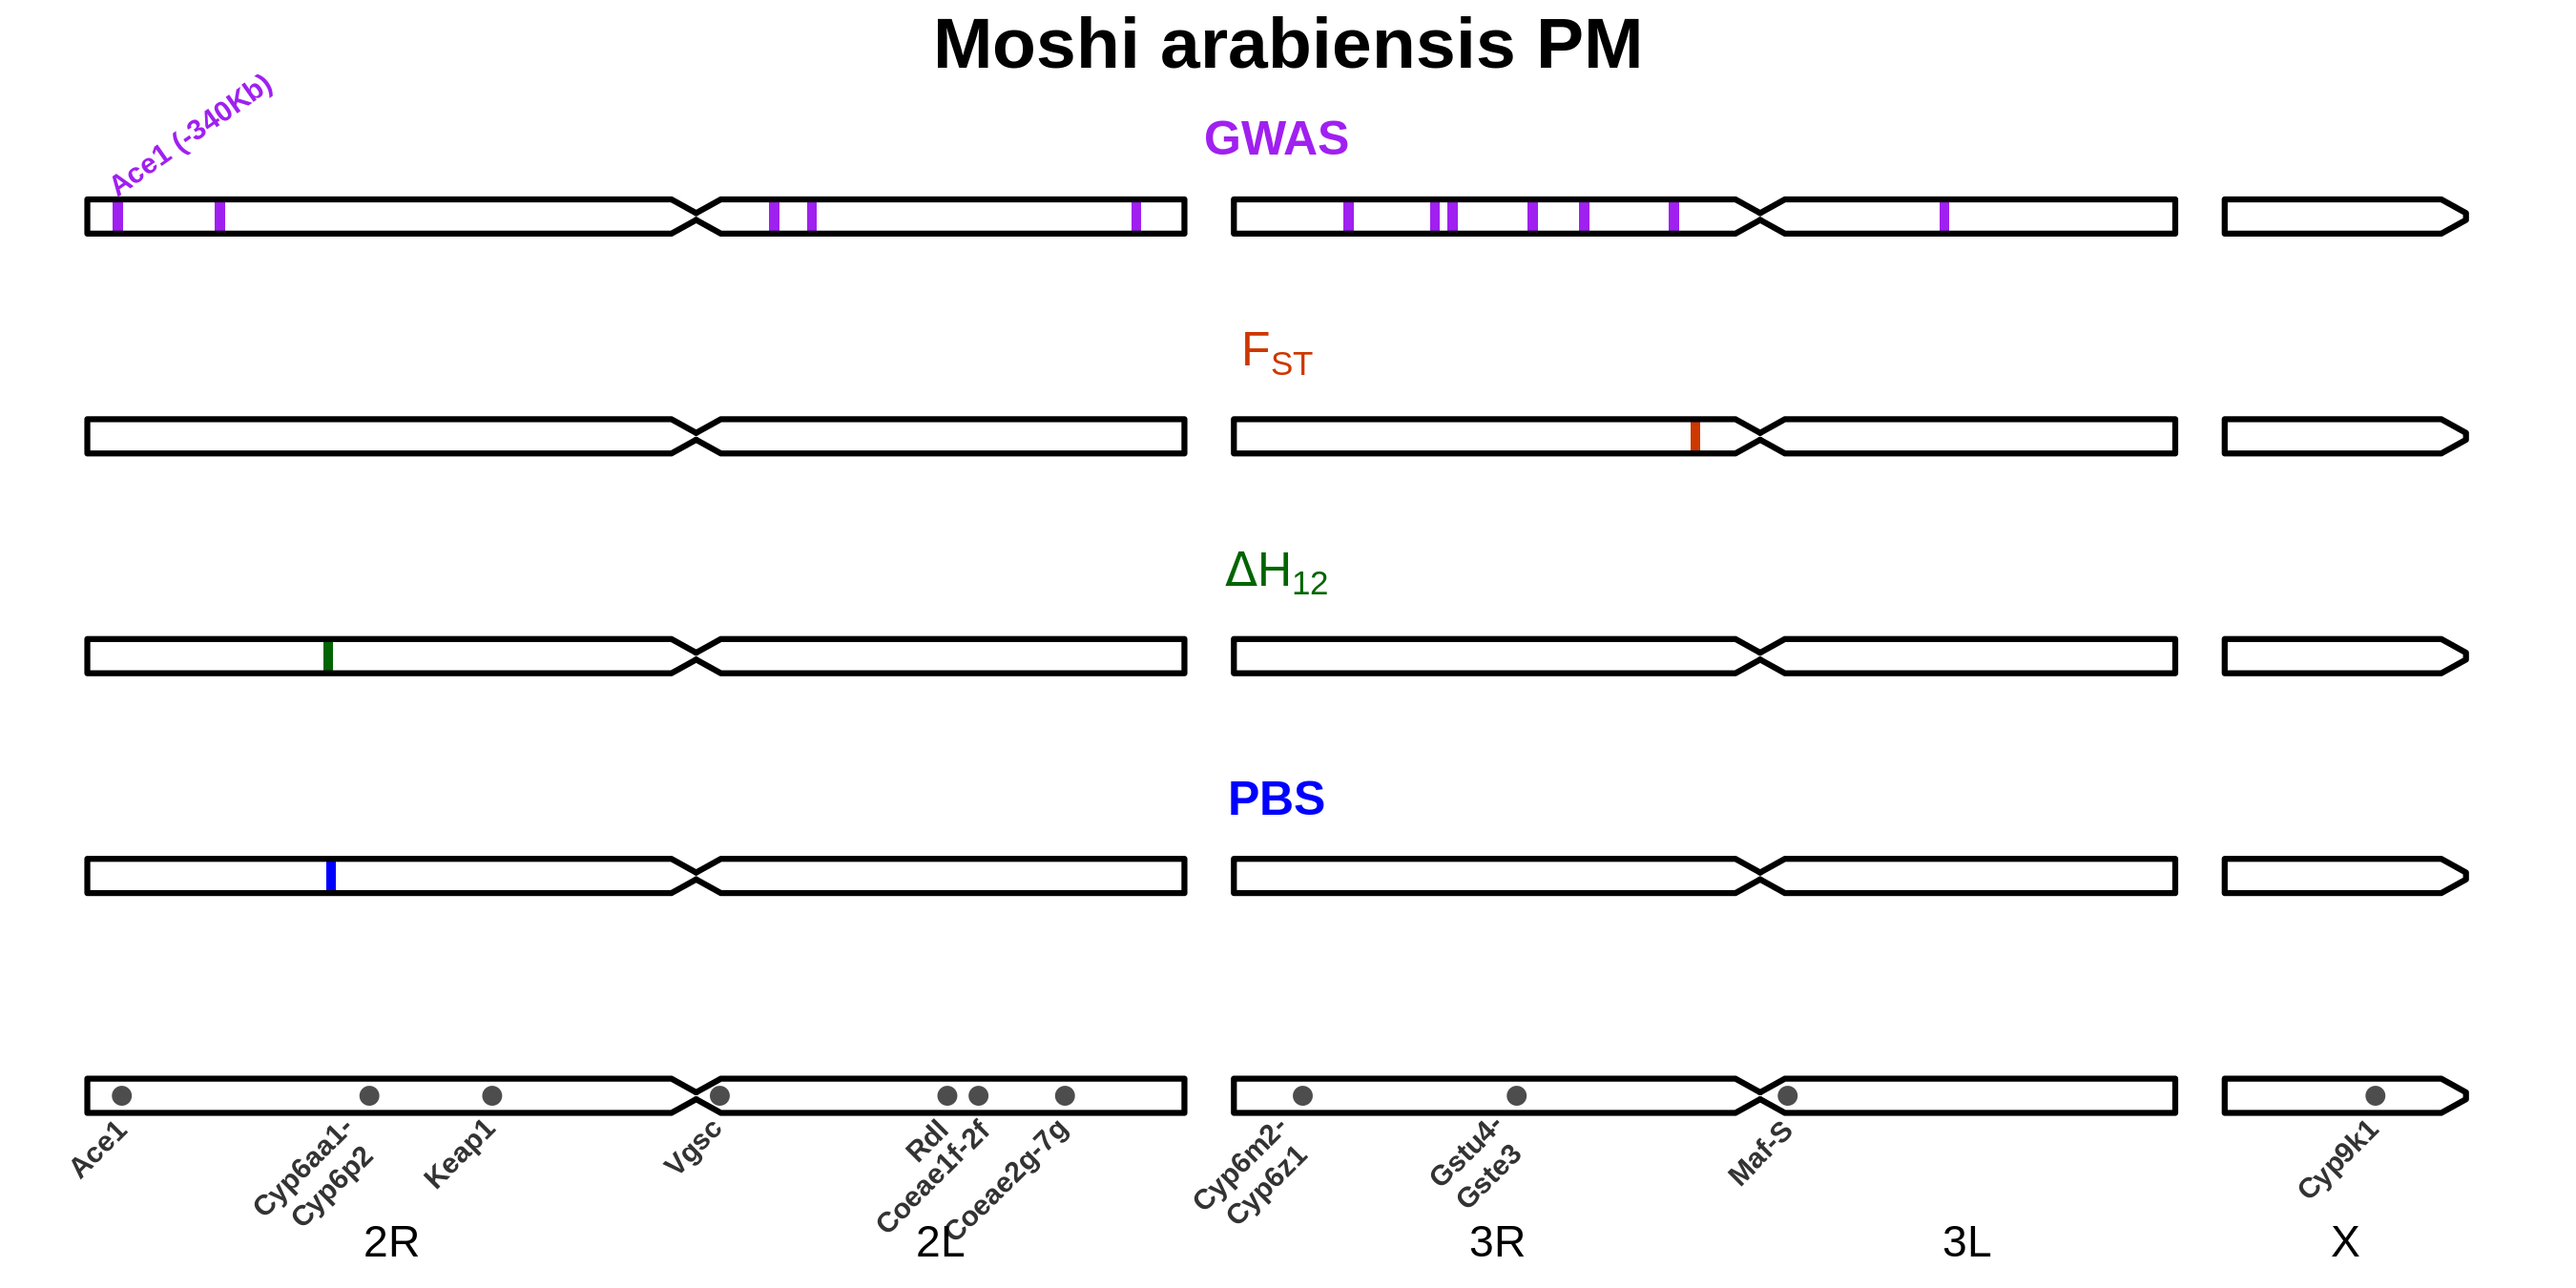 Moshi arabiensis PM
Ace1 (-340Kb)
GWAS
FST
ΔH12
PBS
Ace1
Cyp6aa1-
Cyp6p2
Keap1
Vgsc
Rdl
Coeae1f-2f
Coeae2g-7g
Cyp6m2-
Cyp6z1
Gstu4-
Gste3
Maf-S
Cyp9k1
2R
2L
3R
3L
X